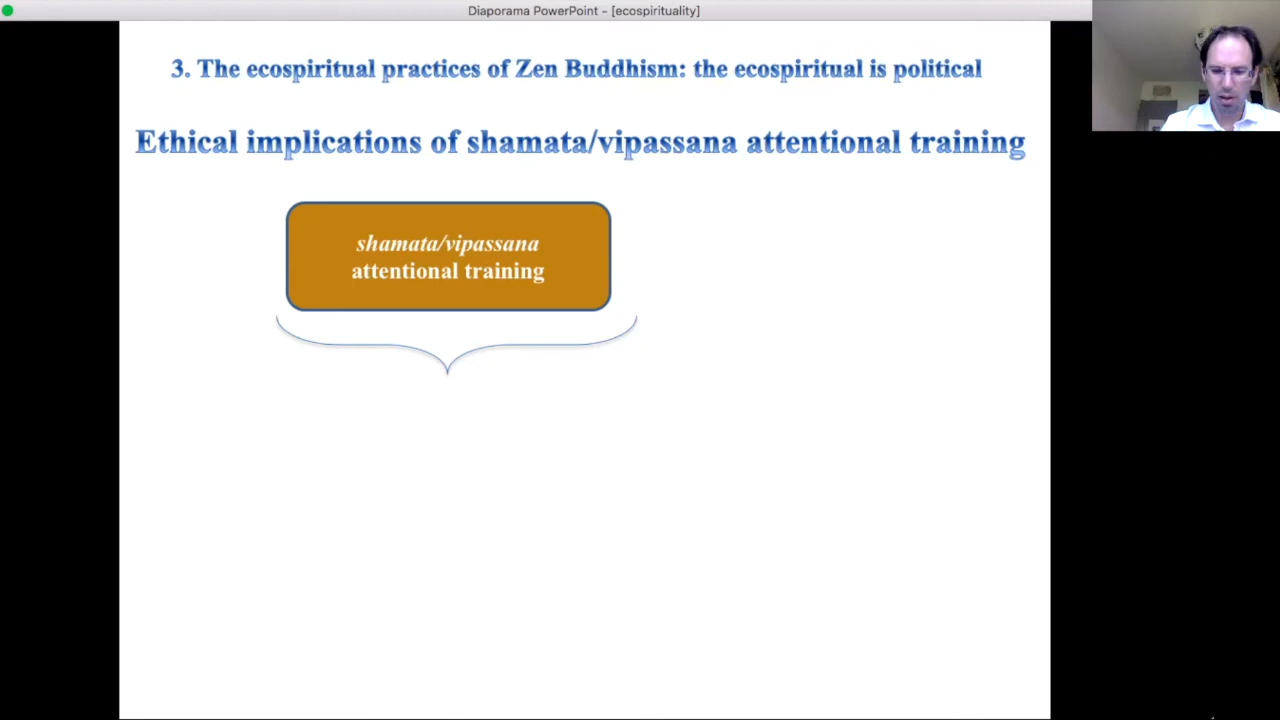 Diaporama PowerPoint - [ecospirituality]
3. The ecospiritual practices of Zen Buddhism: the ecospiritual is political
Ethical implications of shamata/vipassana attentional training
shamata/vipassana
attentional training